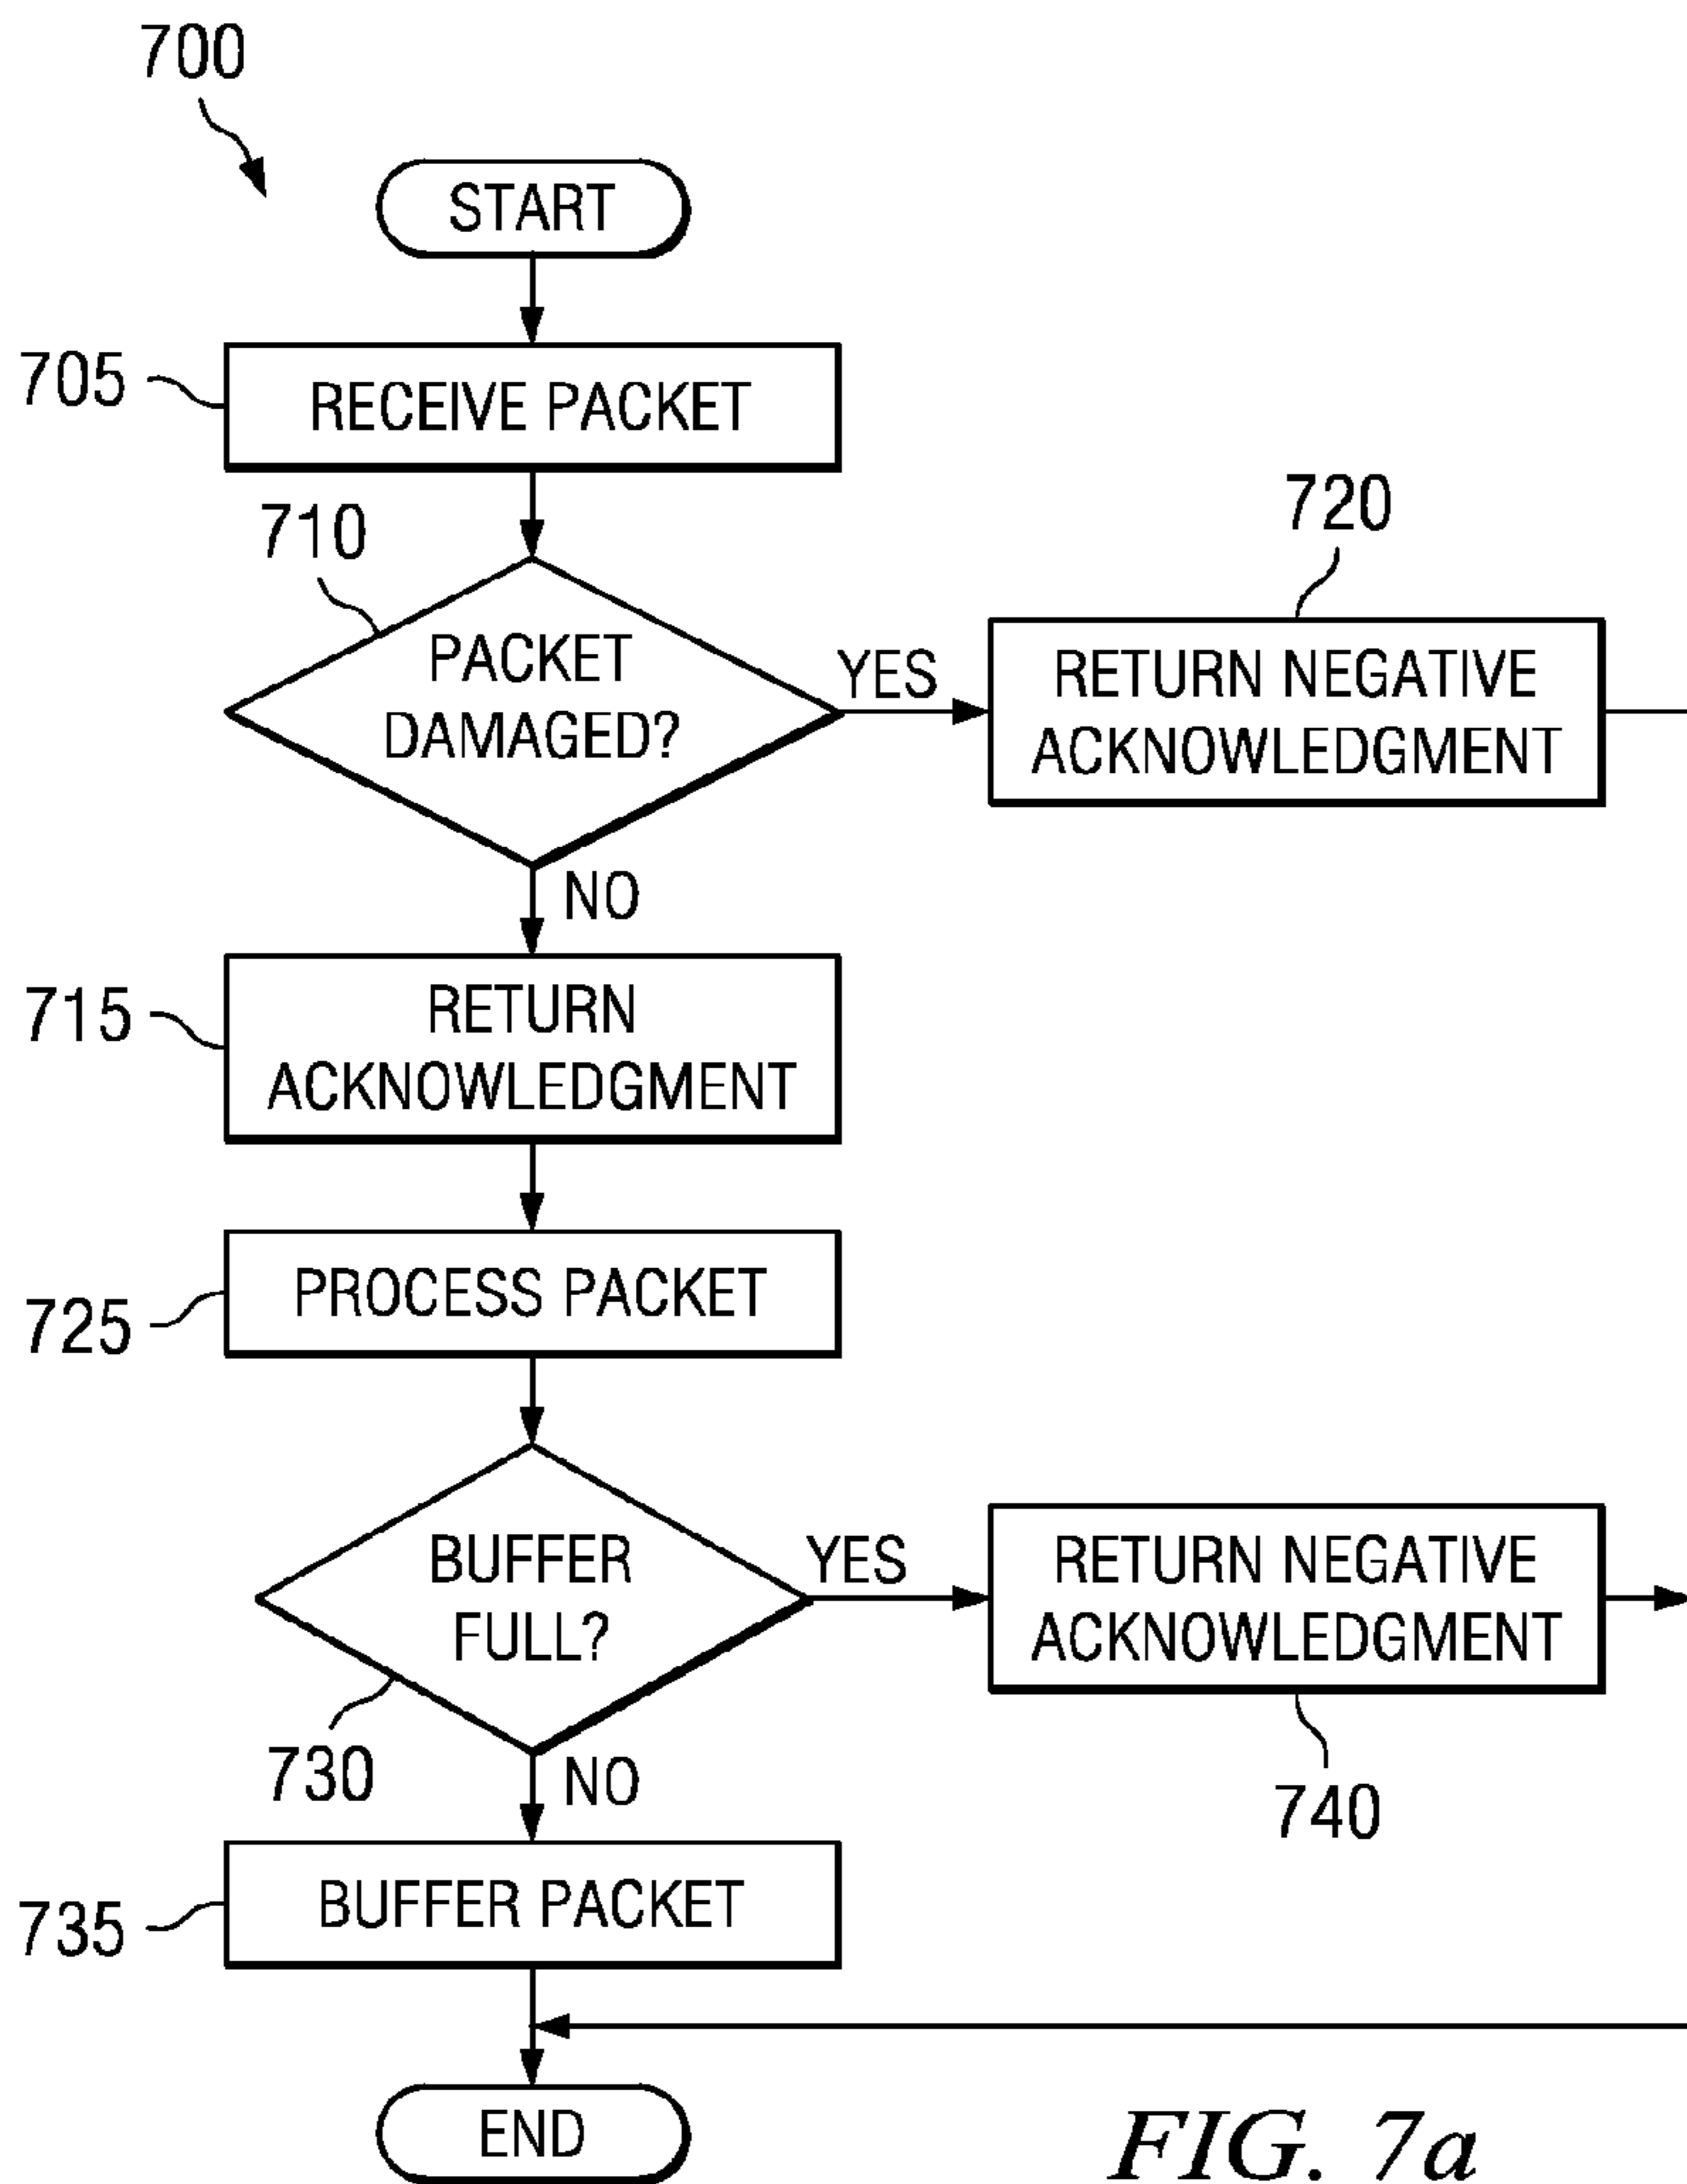 700
START
705
RECEIVE PACKET
710
720
PACKET
DAMAGED?
YES
RETURN NEGATIVE
ACKNOWLEDGMENT
NO
715
RETURN
ACKNOWLEDGMENT
725
PROCESS PACKET
BUFFER
FULL?
YES
RETURN NEGATIVE
ACKNOWLEDGMENT
730
NO
740
735
BUFFER PACKET
END
FIG. 7a